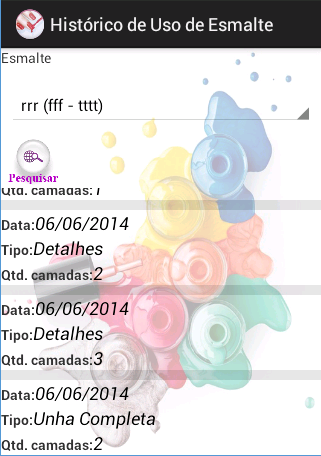 Histórico de Uso de Esmalte
Esmalte
rrr (fff - tttt)
Pesquisar
Qtd. camadas:1
Data:06/06/2014
Tipo:Detalhes
Qtd. camadas:2
Data:06/06/2014
Tipo:Detalhes
Qtd. camadas:3
Data:06/06/2014
Tipo:Unha Completa
Qtd. camadas:2